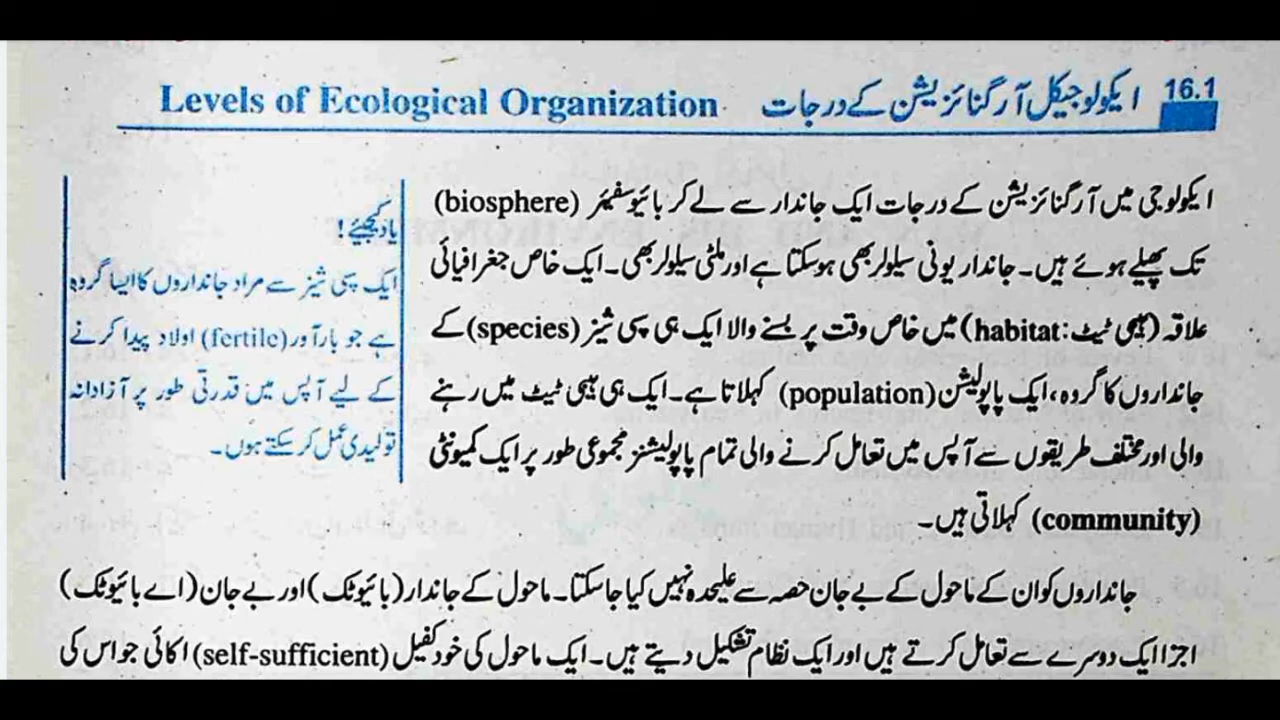 16.1 ایکولوجیکل آرگنائزیشن کے درجات Levels of Ecological Organization
ایکولوجی میں آرگنائزیشن کے درجات ایک جاندار سے لے کر بائیوسفیئر (biosphere)
تک پھیلے ہوئے ہیں۔ جاندار یونی سیلولر بھی ہوسکتا ہے اور ملٹی سیلولر بھی۔ ایک خاص جغرافیائی
علاقہ (ہیبی ٹیٹ: habitat) میں خاص وقت پر بسنے والا ایک ہی سپی شیز (species) کے
جانداروں کا گروہ، ایک پاپولیشن (population) کہلاتا ہے۔ ایک ہی ہیبی ٹیٹ میں رہنے
والی اور مختلف طریقوں سے آپس میں تعامل کرنے والی تمام پاپولیشنز مجموعی طور پر ایک کمیونٹی
(community) کہلاتی ہیں۔
یاد کیجیئے!
ایک سپی شیز سے مراد جانداروں کا ایسا گروہ
ہے جو بارآور (fertile) اولاد پیدا کرنے
کے لیے آپس میں قدرتی طور پر آزادانہ
تولیدی عمل کر سکتے ہوں۔
جانداروں کو ان کے ماحول کے بے جان حصہ سے علیحدہ نہیں کیا جا سکتا۔ ماحول کے جاندار (بائیوٹک) اور بے جان (اے بائیوٹک)
اجزا ایک دوسرے سے تعامل کرتے ہیں اور ایک نظام تشکیل دیتے ہیں۔ ایک ماحول کی خود کفیل (self-sufficient) اکائی جو اس کی